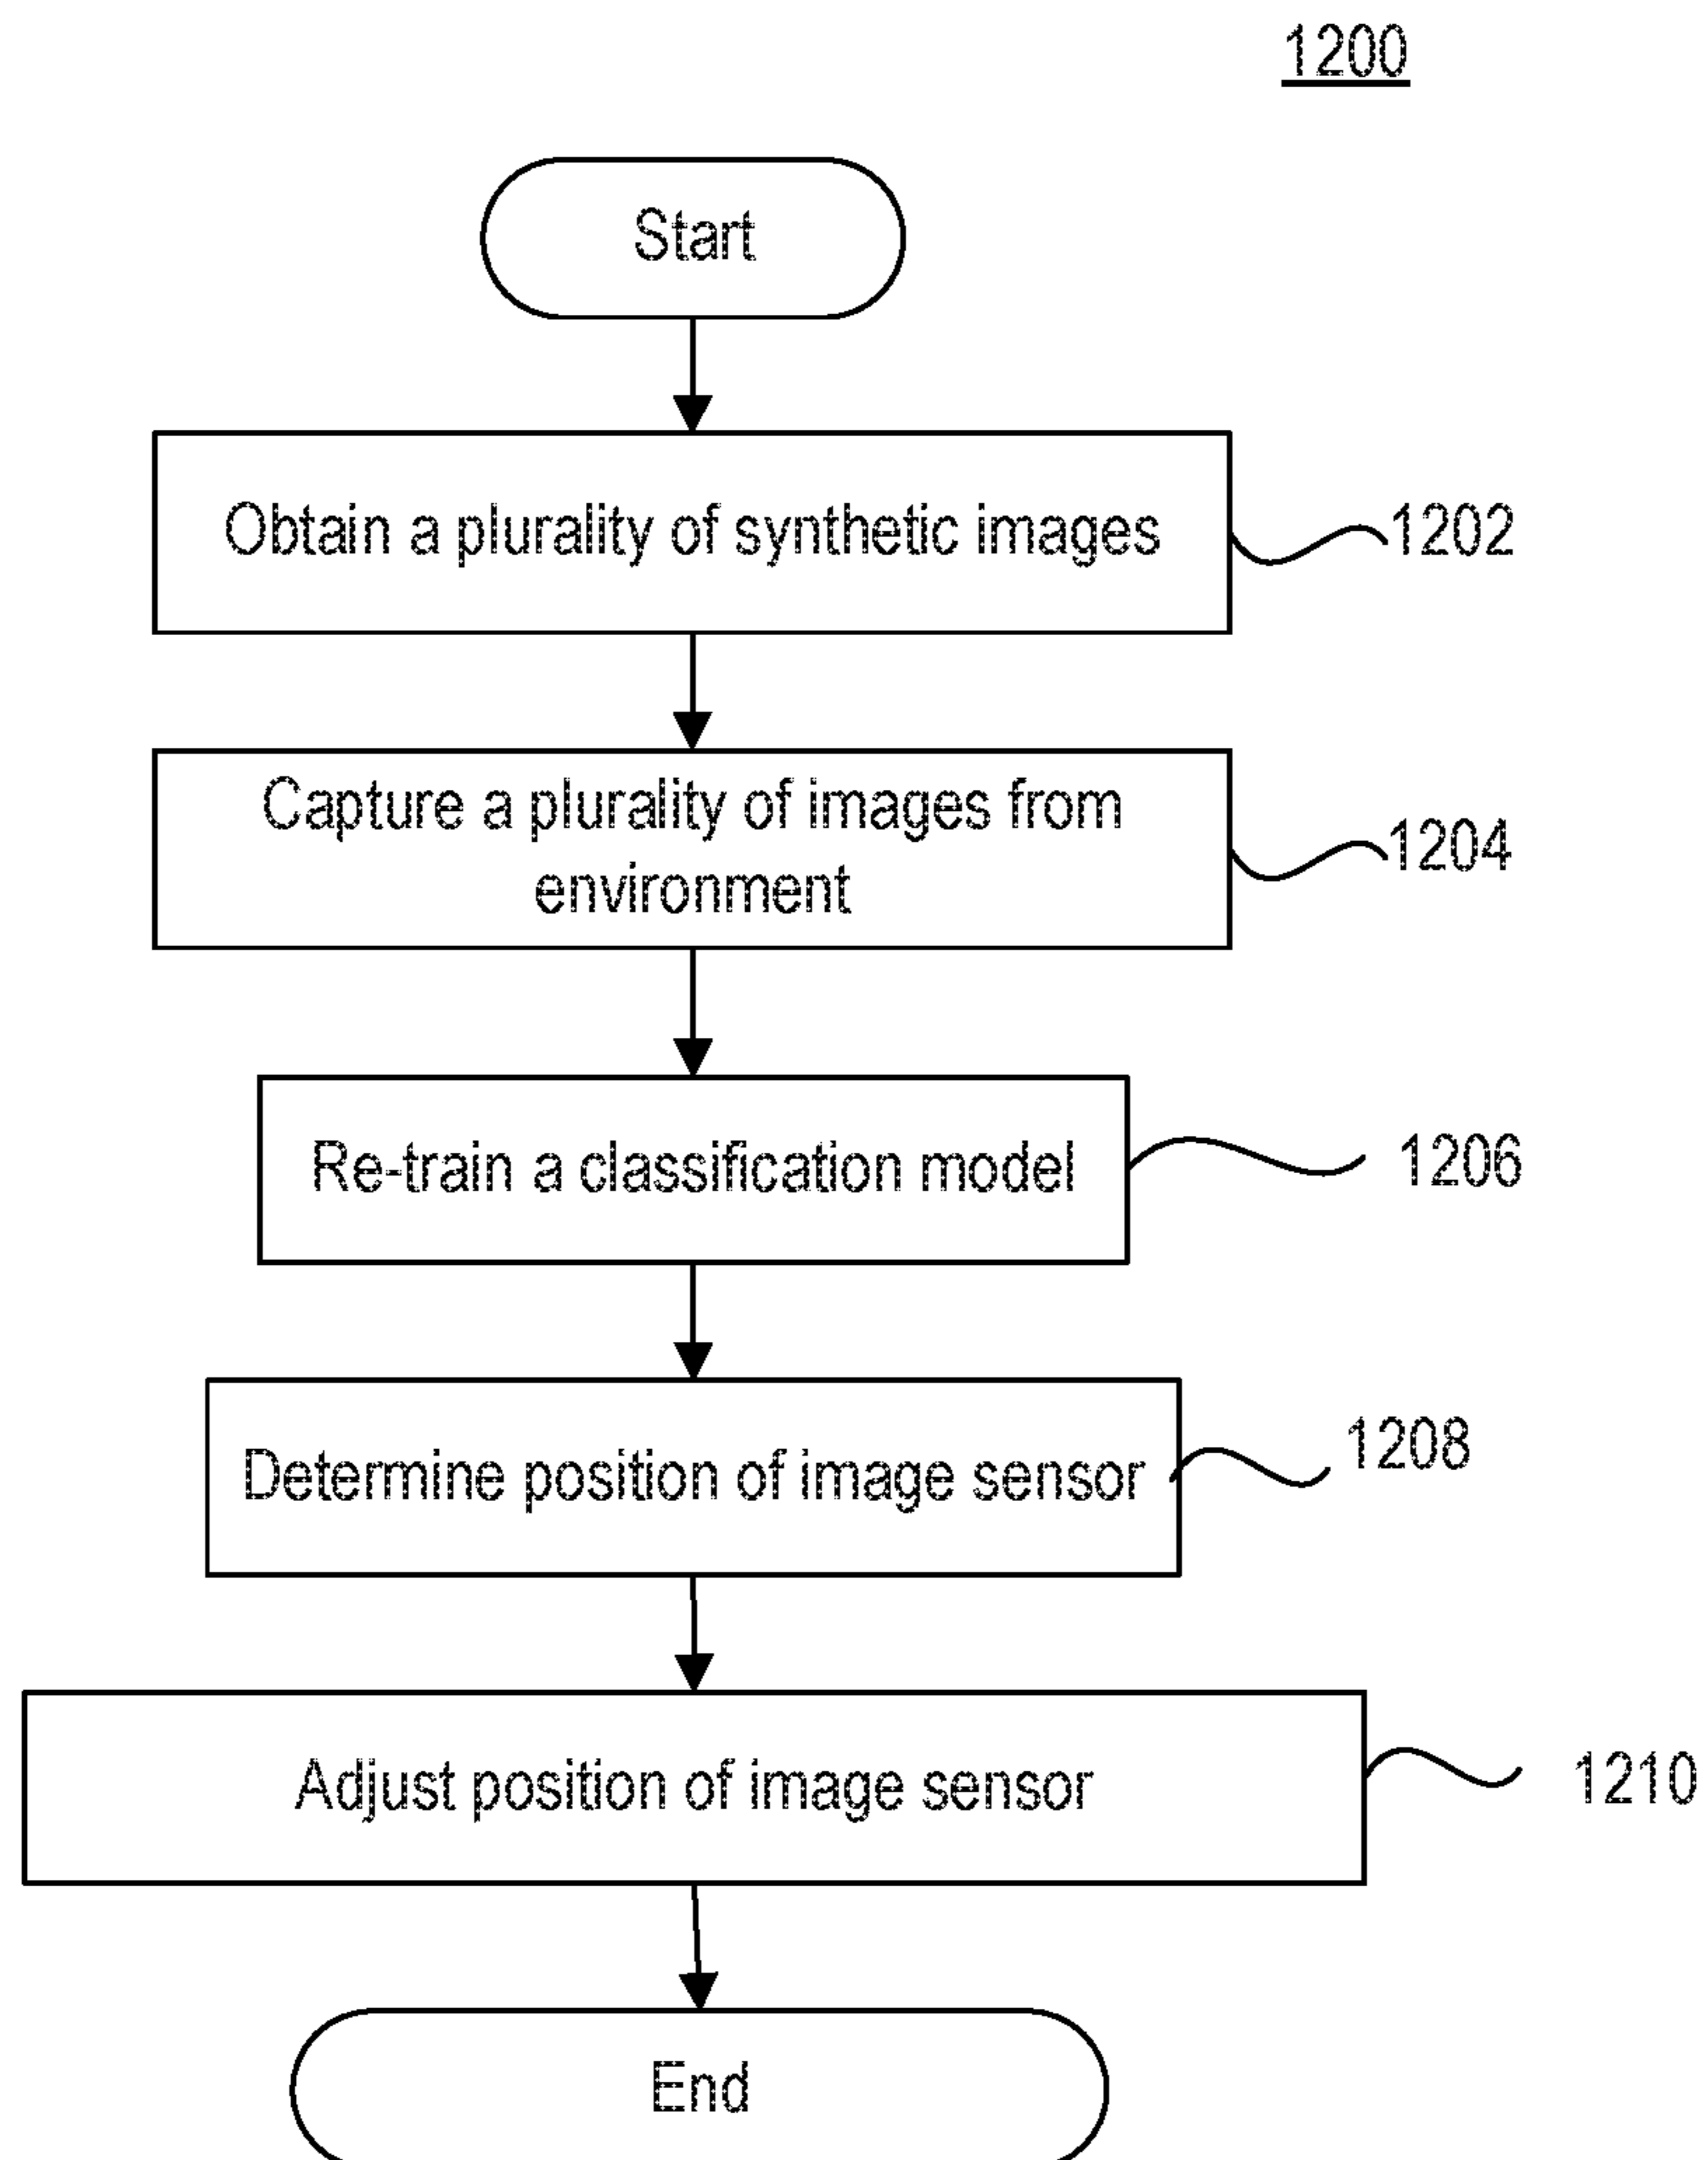 1200
Start
Obtain a plurality of synthetic images
1202
Capture a plurality of images from
environment
1204
Re-train a classification model
1206
Determine position of image sensor
1208
Adjust position of image sensor
1210
End